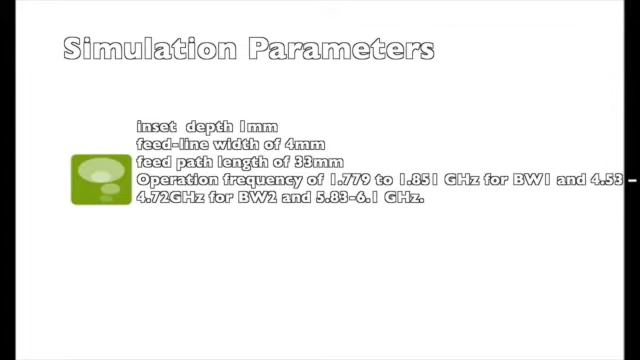 Simulation Parameters
inset depth 1mm
feed-line width of 4mm
feed path length of 33mm
Operation frequency of 1.779 to 1.851 GHz for BW1 and 4.53 –
4.72GHz for BW2 and 5.83-6.1 GHz.